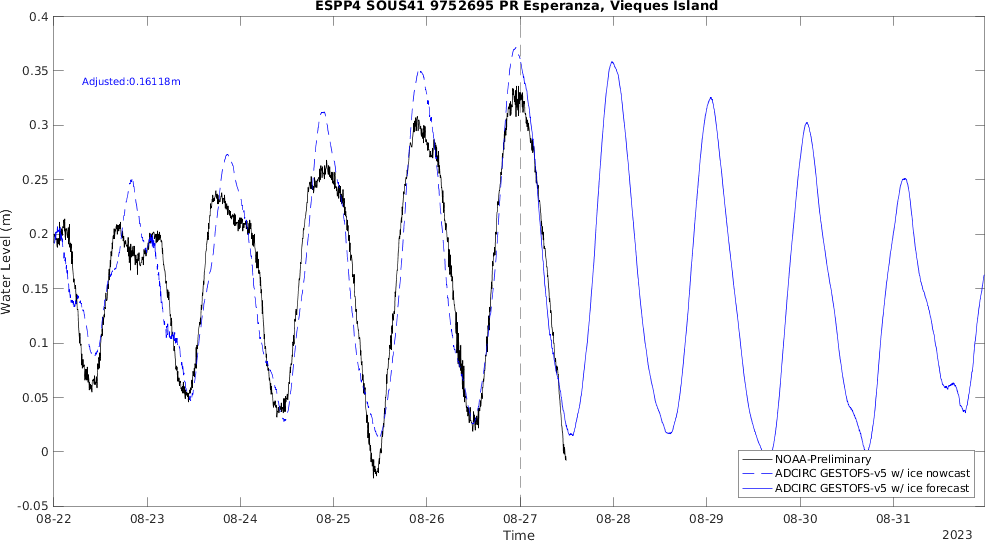 ESPP4 SOUS41 9752695 PR Esperanza, Vieques Island
0.4
0.35
0.3
0.25
0.2
0.15
0.1
0.05
0
-0.05
Water Level (m)
Adjusted:0.16118m
NOAA-Preliminary
ADCIRC GESTOFS-v5 w/ ice nowcast
ADCIRC GESTOFS-v5 w/ ice forecast
08-22 08-23 08-24 08-25 08-26 08-27 08-28 08-29 08-30 08-31
Time
2023